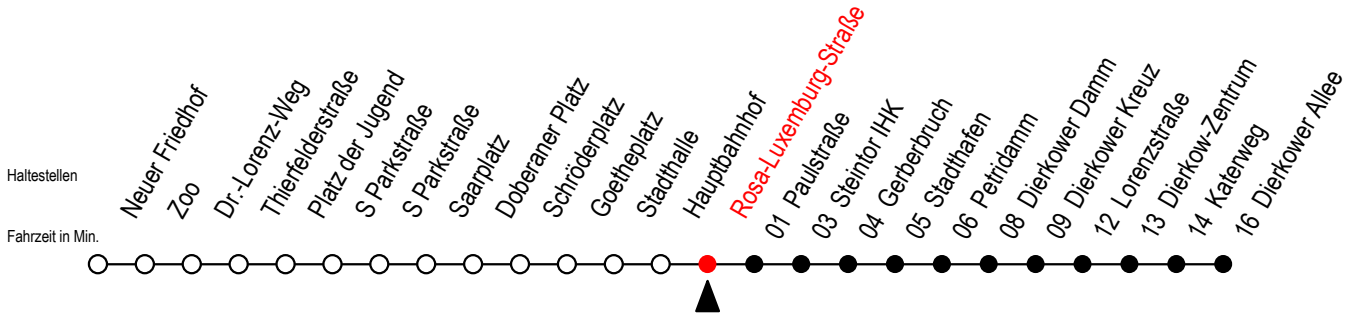 Haltestellen
Fahrzeit in Min.
Neuer Friedhof
Zoo
Dr.-Lorenz-Weg
Thierfelderstraße
Platz der Jugend
S Parkstraße
S Parkstraße
Saarplatz
Doberaner Platz
Schröderplatz
Goetheplatz
Stadthalle
Hauptbahnhof
Rosa-Luxemburg-Straße
01 Paulstraße
03 Steintor IHK
04 Gerberbruch
05 Stadthafen
06 Petridamm
08 Dierkower Damm
09 Dierkower Kreuz
12 Lorenzstraße
13 Dierkow-Zentrum
14 Katerweg
16 Dierkower Allee